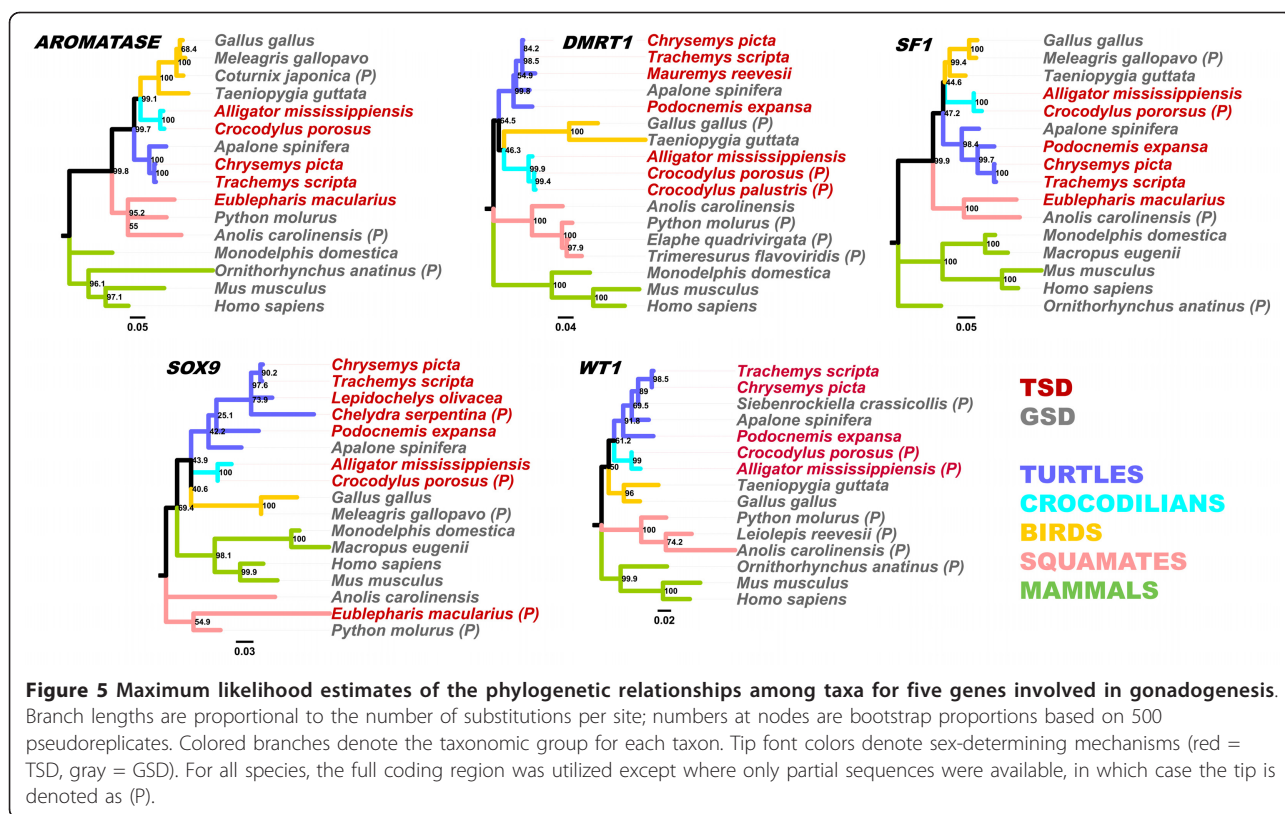 AROMATASE
Gallus gallus
Meleagris gallopavo
Coturnix japonica (P)
Taeniopygia guttata
Alligator mississippiensis
Crocodylus porosus
Apalone spinifera
Chrysemys picta
Trachemys scripta
Eublepharis macularius
Python molurus
Anolis carolinensis (P)
Monodelphis domestica
Ornithorhynchus anatinus (P)
Mus musculus
Homo sapiens
68.4
100
100
99.1
100
99.7
100
100
99.8
95.2
55
96.1
97.1
0.05
DMRT1
Chrysemys picta
Trachemys scripta
Mauremys reevesii
Apalone spinifera
Podocnemis expansa
Gallus gallus (P)
Taeniopygia guttata
Alligator mississippiensis
Crocodylus porosus (P)
Crocodylus palustris (P)
Anolis carolinensis
Python molurus (P)
Elaphe quadrivirgata (P)
Trimeresurus flavoviridis (P)
Monodelphis domestica
Mus musculus
Homo sapiens
84.2
98.5
54.9
99.8
64.5
100
46.3
99.9
99.4
100
100
97.9
100
100
0.04
SF1
Gallus gallus
Meleagris gallopavo (P)
Taeniopygia guttata
Alligator mississippiensis
Crocodylus pororsus (P)
Apalone spinifera
Podocnemis expansa
Chrysemys picta
Trachemys scripta
Eublepharis macularius
Anolis carolinensis (P)
Monodelphis domestica
Macropus eugenii
Mus musculus
Homo sapiens
Ornithorhynchus anatinus (P)
100
99.4
44.6
100
47.2
98.4
99.7
100
99.9
100
100
100
100
0.05
SOX9
Chrysemys picta
Trachemys scripta
Lepidochelys olivacea
Chelydra serpentina (P)
Podocnemis expansa
Apalone spinifera
Alligator mississippiensis
Crocodylus porosus (P)
Gallus gallus
Meleagris gallopavo (P)
Monodelphis domestica
Macropus eugenii
Homo sapiens
Mus musculus
Anolis carolinensis
Eublepharis macularius (P)
Python molurus (P)
90.2
97.6
73.9
25.1
42.2
43.9
100
40.6
100
69.4
100
98.1
99.9
54.9
0.03
WT1
Trachemys scripta
Chrysemys picta
Siebenrockiella crassicollis (P)
Apalone spinifera
Podocnemis expansa
Crocodylus porosus (P)
Alligator mississippiensis (P)
Taeniopygia guttata
Gallus gallus
Python molurus (P)
Leiolepis reevesii (P)
Anolis carolinensis (P)
Ornithorhynchus anatinus (P)
Mus musculus
Homo sapiens
98.5
89
69.5
91.8
61.2
99
50
96
100
74.2
99.9
100
0.02
TSD
GSD
TURTLES
CROCODILIANS
BIRDS
SQUAMATES
MAMMALS
Figure 5 Maximum likelihood estimates of the phylogenetic relationships among taxa for five genes involved in gonadogenesis.
Branch lengths are proportional to the number of substitutions per site; numbers at nodes are bootstrap proportions based on 500
pseudoreplicates. Colored branches denote the taxonomic group for each taxon. Tip font colors denote sex-determining mechanisms (red =
TSD, gray = GSD). For all species, the full coding region was utilized except where only partial sequences were available, in which case the tip is
denoted as (P).